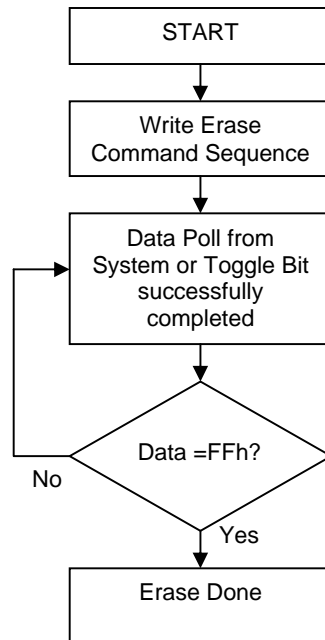 START
Write Erase
Command Sequence
Data Poll from
System or Toggle Bit
successfully
completed
Data =FFh?
No
Yes
Erase Done